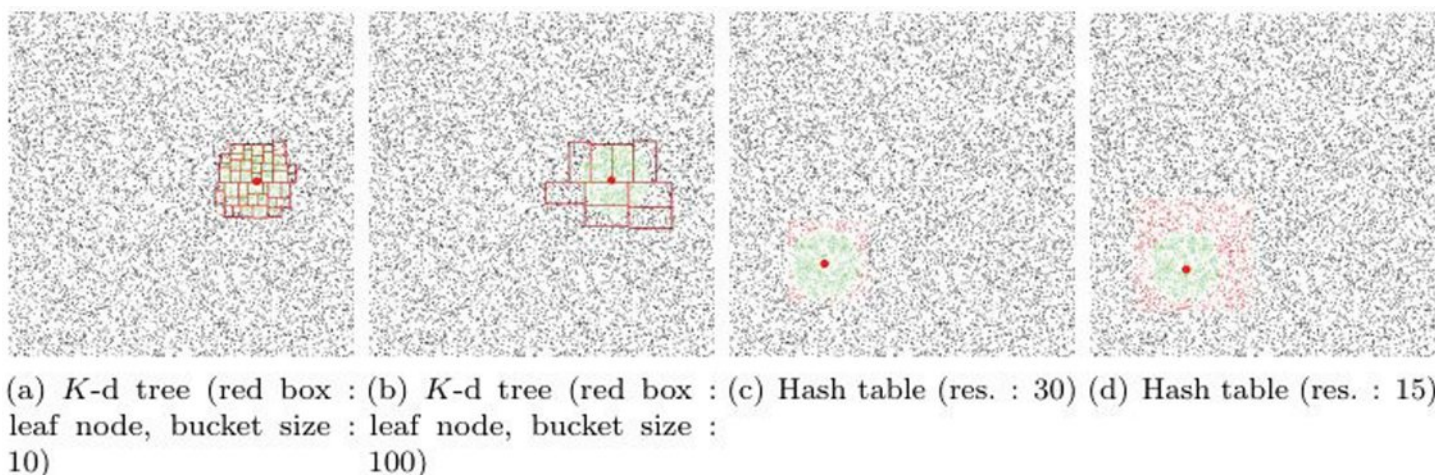 (a) K-d tree (red box :
leaf node, bucket size :
10)
(b) K-d tree (red box :
leaf node, bucket size :
100)
(c) Hash table (res. : 30)
(d) Hash table (res. : 15)